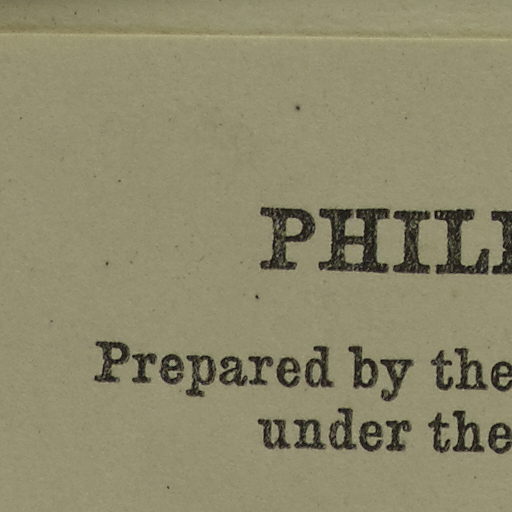 PHIL
Prepared by the
under the